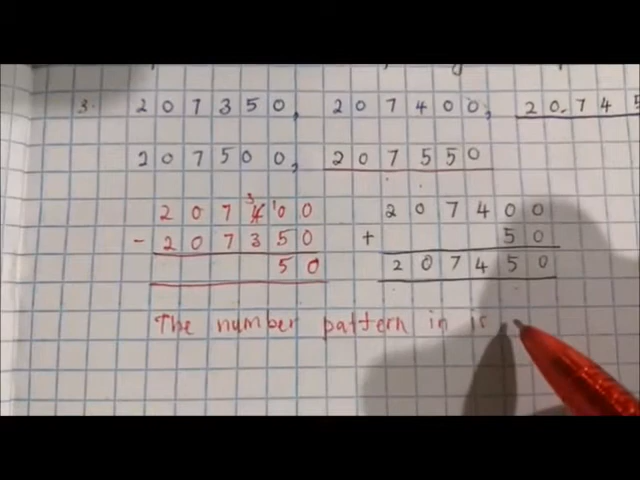 3. 207350, 207400, 20745
207500, 207550
207400 207400
- 207350 + 50
50 207450
The number pattern in is